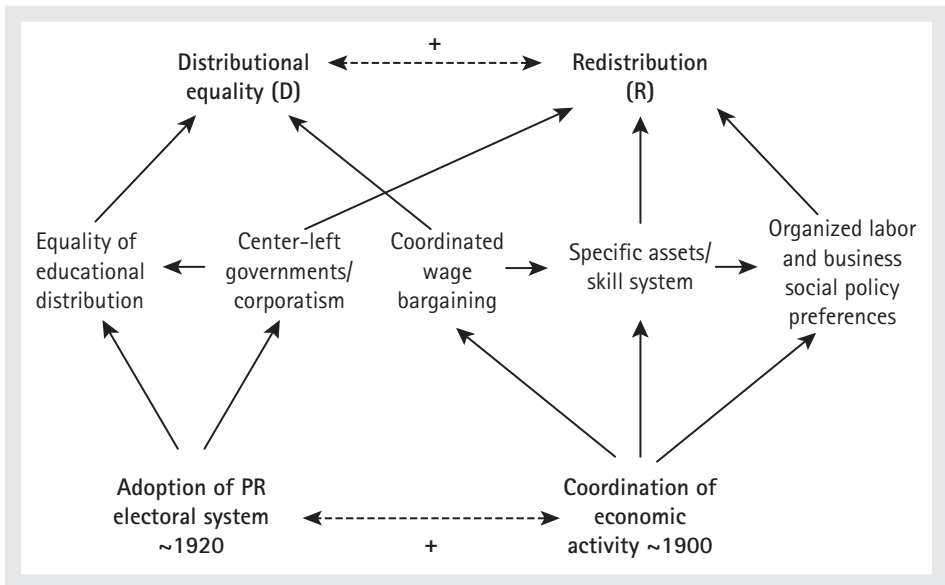 +
Distributional
equality (D)
Redistribution
(R)
Equality of
educational
distribution
Center-left
governments/
corporatism
Coordinated
wage
bargaining
Specific assets/
skill system
Organized labor
and business
social policy
preferences
Adoption of PR
electoral system
~1920
Coordination of
economic
activity ~1900
+